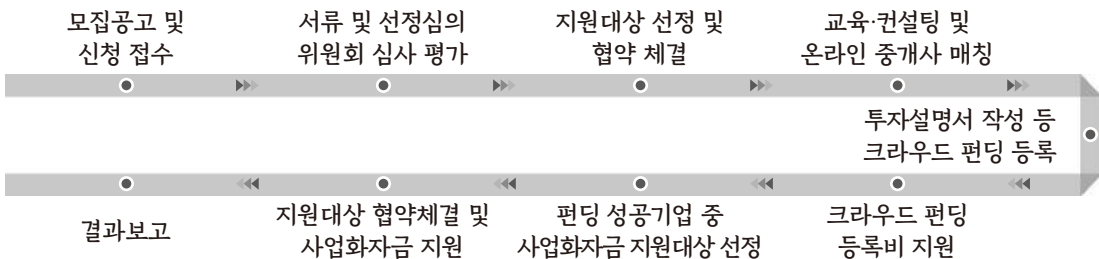 모집공고 및
신청 접수
서류 및 선정심의
위원회 심사 평가
지원대상 선정 및
협약 체결
교육·컨설팅 및
온라인 중개사 매칭
투자설명서 작성 등
크라우드 펀딩 등록
크라우드 펀딩
등록비 지원
펀딩 성공기업 중
사업화자금 지원대상 선정
지원대상 협약체결 및
사업화자금 지원
결과보고